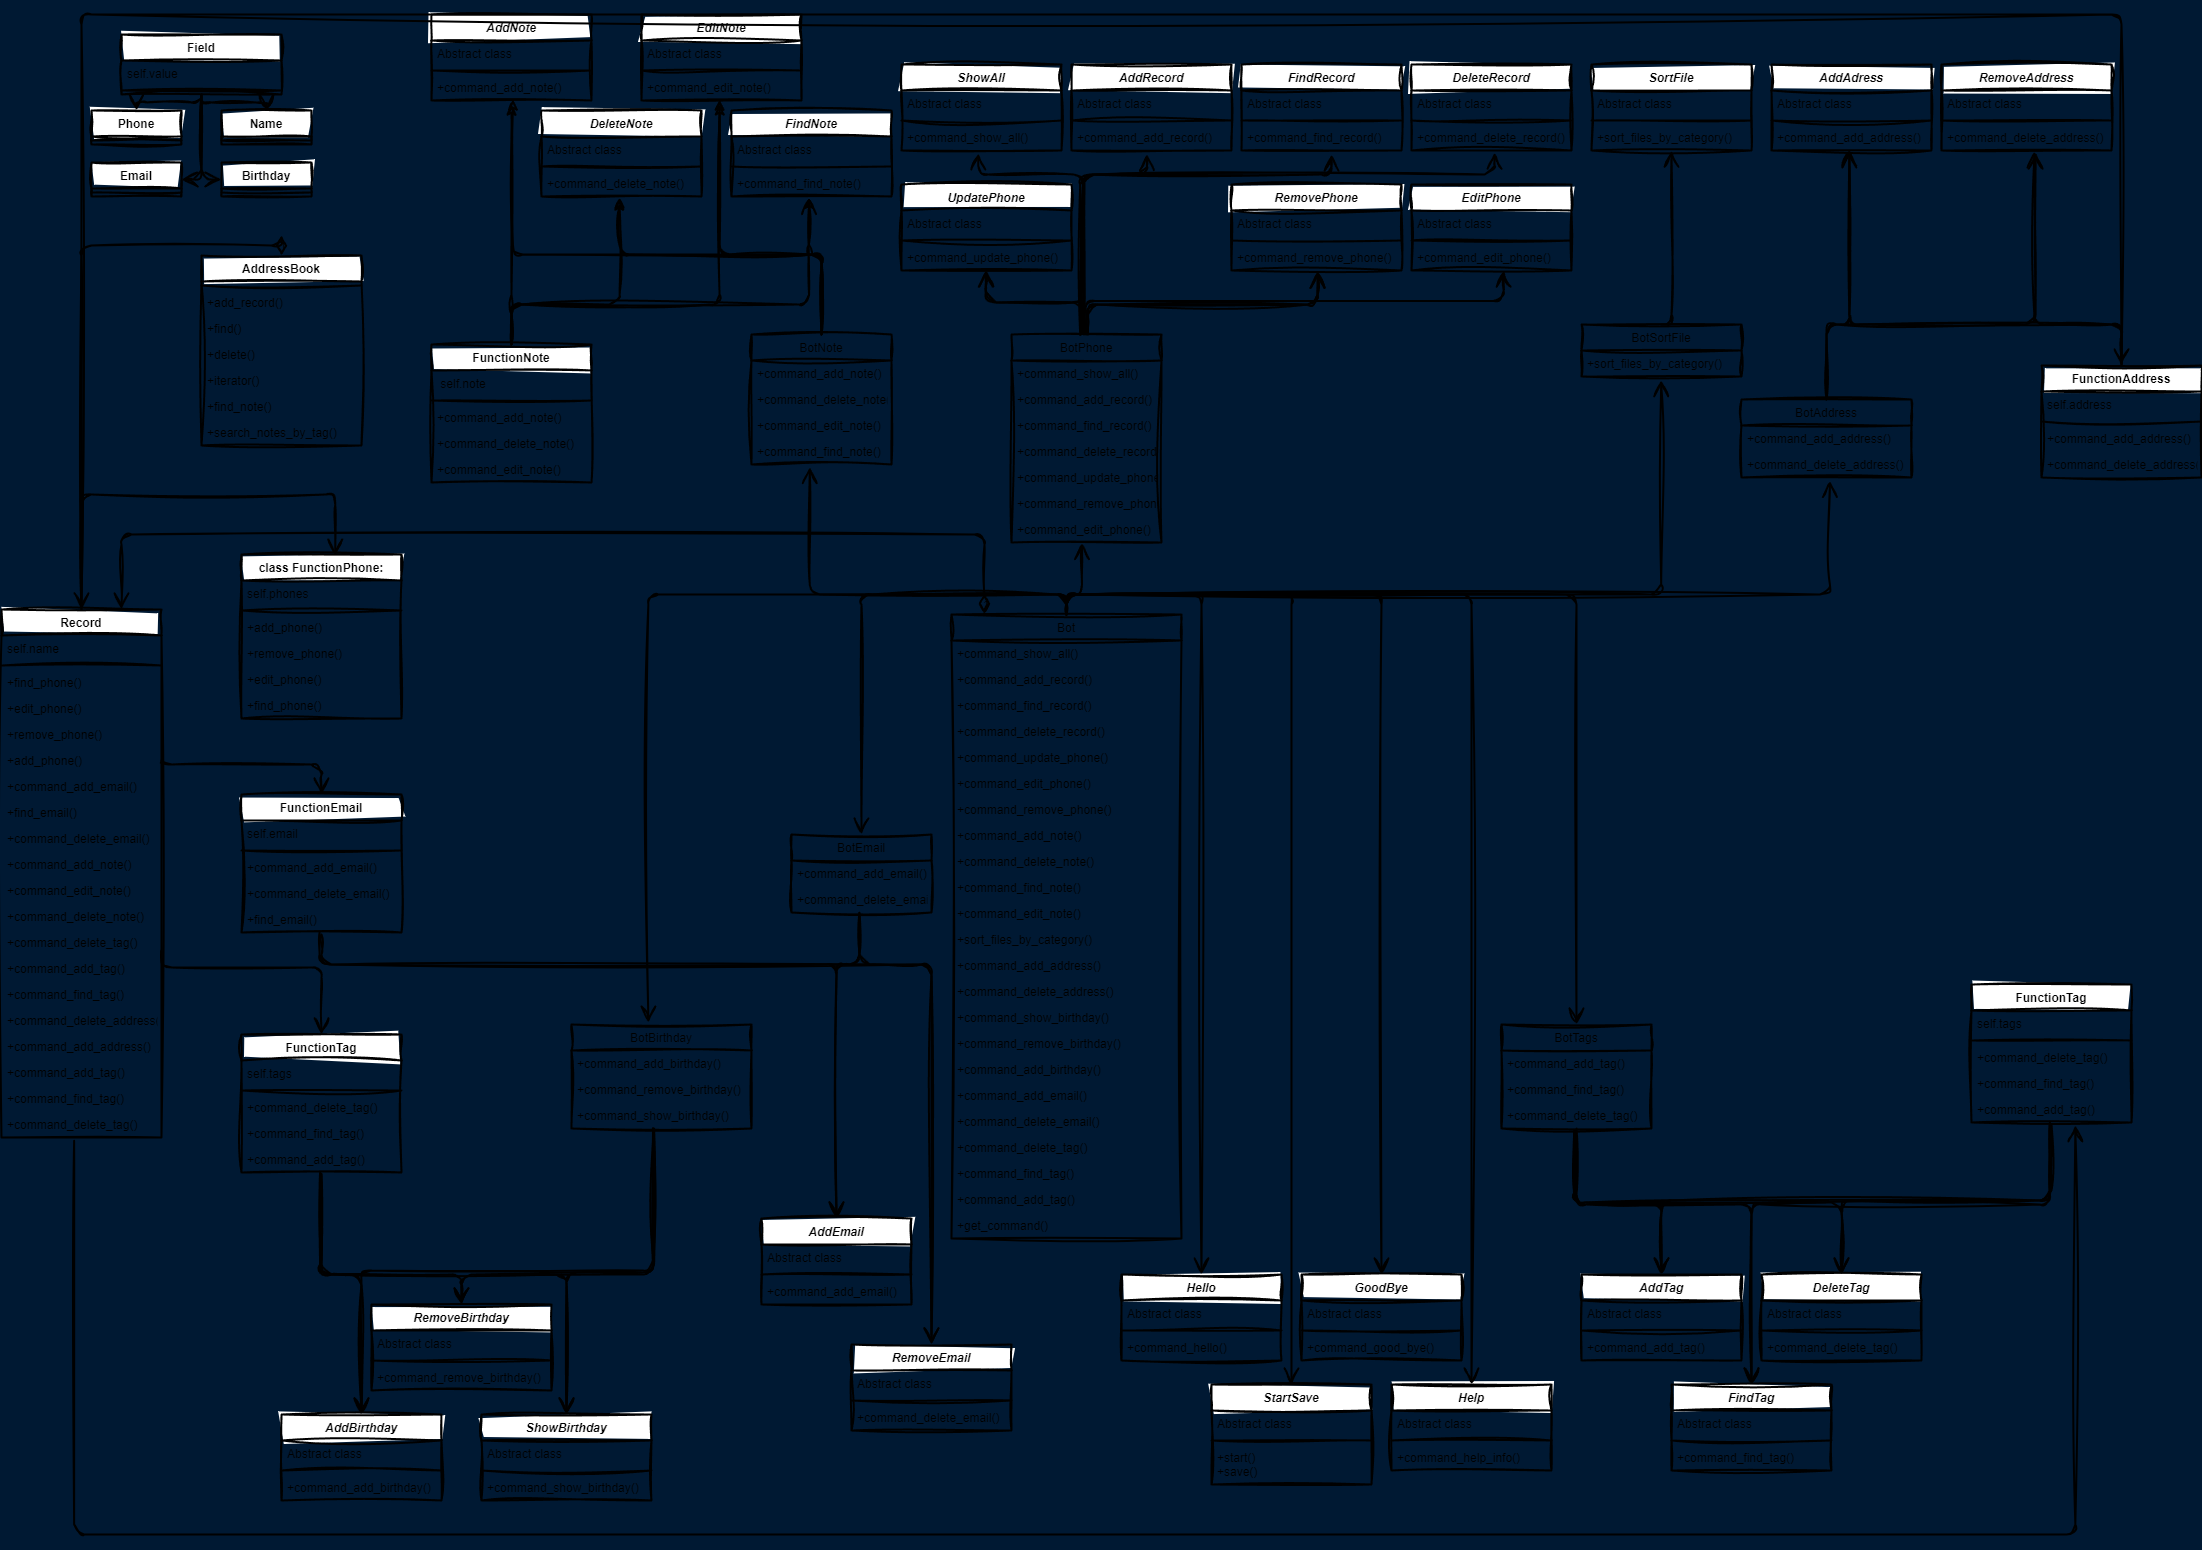 AddNote
Abstract class
+command_add_note()
EditNote
Abstract class
+command_edit_note()
Field
self.value
Phone
Name
Email
Birthday
DeleteNote
Abstract class
+command_delete_note()
FindNote
Abstract class
+command_find_note()
ShowAll
Abstract class
+command_show_all()
AddRecord
Abstract class
+command_add_record()
FindRecord
Abstract class
+command_find_record()
DeleteRecord
Abstract class
+command_delete_record()
SortFile
Abstract class
+sort_files_by_category()
AddAdress
Abstract class
+command_add_address()
RemoveAddress
Abstract class
+command_delete_address()
UpdatePhone
Abstract class
+command_update_phone()
RemovePhone
Abstract class
+command_remove_phone()
EditPhone
Abstract class
+command_edit_phone()
AddressBook
+add_record()
+find()
+delete()
+iterator()
+find_note()
+search_notes_by_tag()
FunctionNote
self.note
+command_add_note()
+command_delete_note()
+command_edit_note()
BotNote
+command_add_note()
+command_delete_note
+command_edit_note()
+command_find_note()
BotPhone
+command_show_all()
+command_add_record()
+command_find_record()
+command_delete_record
+command_update_phon
+command_remove_phon
+command_edit_phone()
BotSortFile
+sort_files_by_category()
BotAddress
+command_add_address()
+command_delete_address()
FunctionAddress
self.address
+command_add_address()
+command_delete_address
class FunctionPhone:
self.phones
+add_phone()
+remove_phone()
+edit_phone()
+find_phone()
Record
self.name
+find_phone()
+edit_phone()
+remove_phone()
+add_phone()
+command_add_email()
+find_email()
+command_delete_email()
+command_add_note()
+command_edit_note()
+command_delete_note()
+command_delete_tag()
+command_add_tag()
+command_find_tag()
+command_delete_address
+command_add_address()
+command_add_tag()
+command_find_tag()
+command_delete_tag()
FunctionEmail
self.email
+command_add_email()
+command_delete_email()
+find_email()
FunctionTag
self.tags
+command_delete_tag()
+command_find_tag()
+command_add_tag()
BotEmail
+command_add_email()
+command_delete_emai
BotBirthday
+command_add_birthday()
+command_remove_birthday()
+command_show_birthday()
Bot
+command_show_all()
+command_add_record()
+command_find_record()
+command_delete_record()
+command_update_phone()
+command_edit_phone()
+command_remove_phone()
+command_add_note()
+command_delete_note()
+command_find_note()
+command_edit_note()
+sort_files_by_category()
+command_add_address()
+command_delete_address()
+command_show_birthday()
+command_remove_birthday()
+command_add_birthday()
+command_add_email()
+command_delete_email()
+command_delete_tag()
+command_find_tag()
+command_add_tag()
+get_command()
BotTags
+command_add_tag()
+command_find_tag()
+command_delete_tag()
FunctionTag
self.tags
+command_delete_tag()
+command_find_tag()
+command_add_tag()
AddEmail
Abstract class
+command_add_email()
RemoveEmail
Abstract class
+command_delete_email()
RemoveBirthday
Abstract class
+command_remove_birthday()
AddBirthday
Abstract class
+command_add_birthday()
ShowBirthday
Abstract class
+command_show_birthday()
Hello
Abstract class
+command_hello()
GoodBye
Abstract class
+command_good_bye()
StartSave
Abstract class
+start()
+save()
Help
Abstract class
+command_help_info()
AddTag
Abstract class
+command_add_tag()
DeleteTag
Abstract class
+command_delete_tag()
FindTag
Abstract class
+command_find_tag()